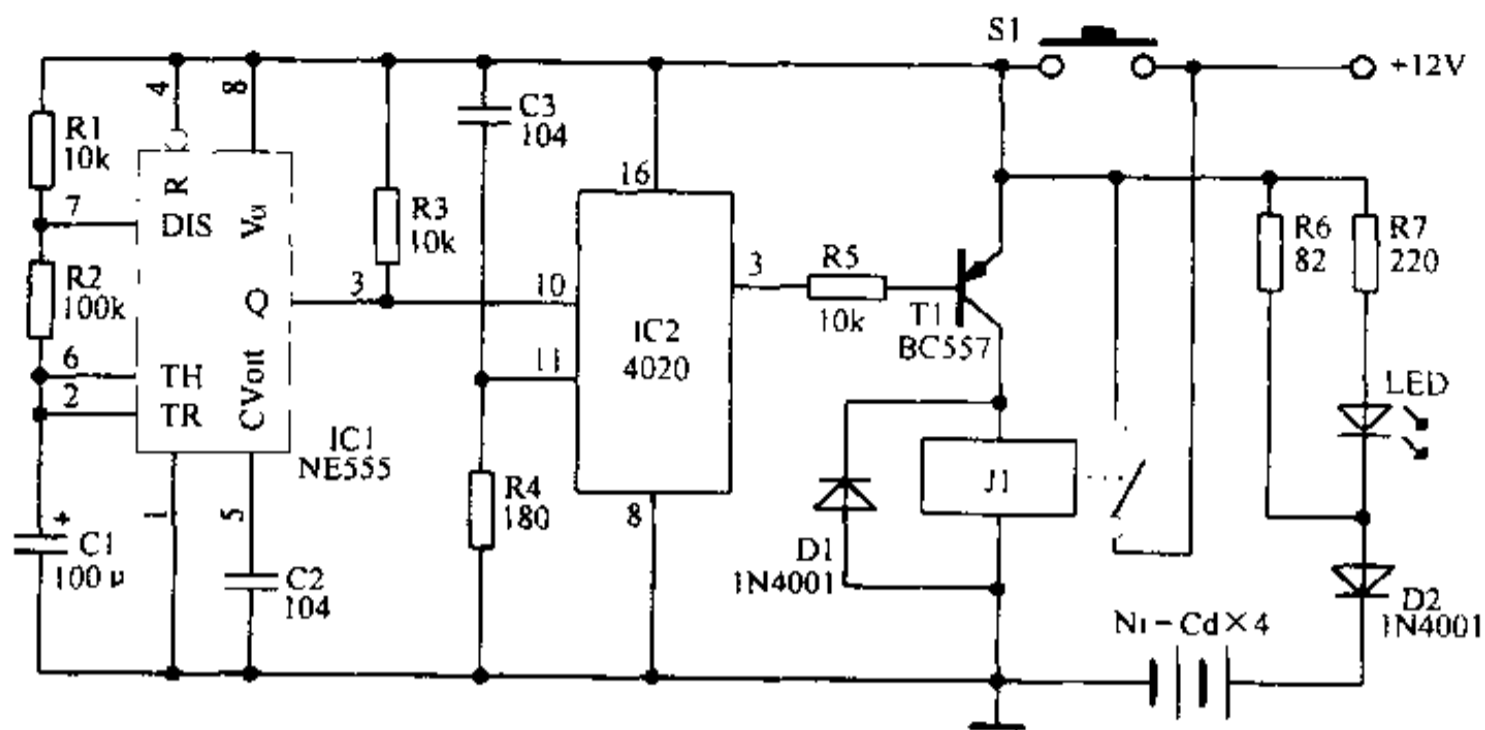 S1
+12V
4
8
C3
104
R1
10k
16
R
7
DIS
R3
10k
R6
82
R7
220
R2
100k
3
Q
10
3
R5
10k
T1
BC557
IC2
4020
6
TH
CVolt
11
LED
2
TR
IC1
NE555
J1
R4
180
8
1
5
C1
+
100 μ
D1
1N4001
C2
104
D2
1N4001
Ni-Cd×4